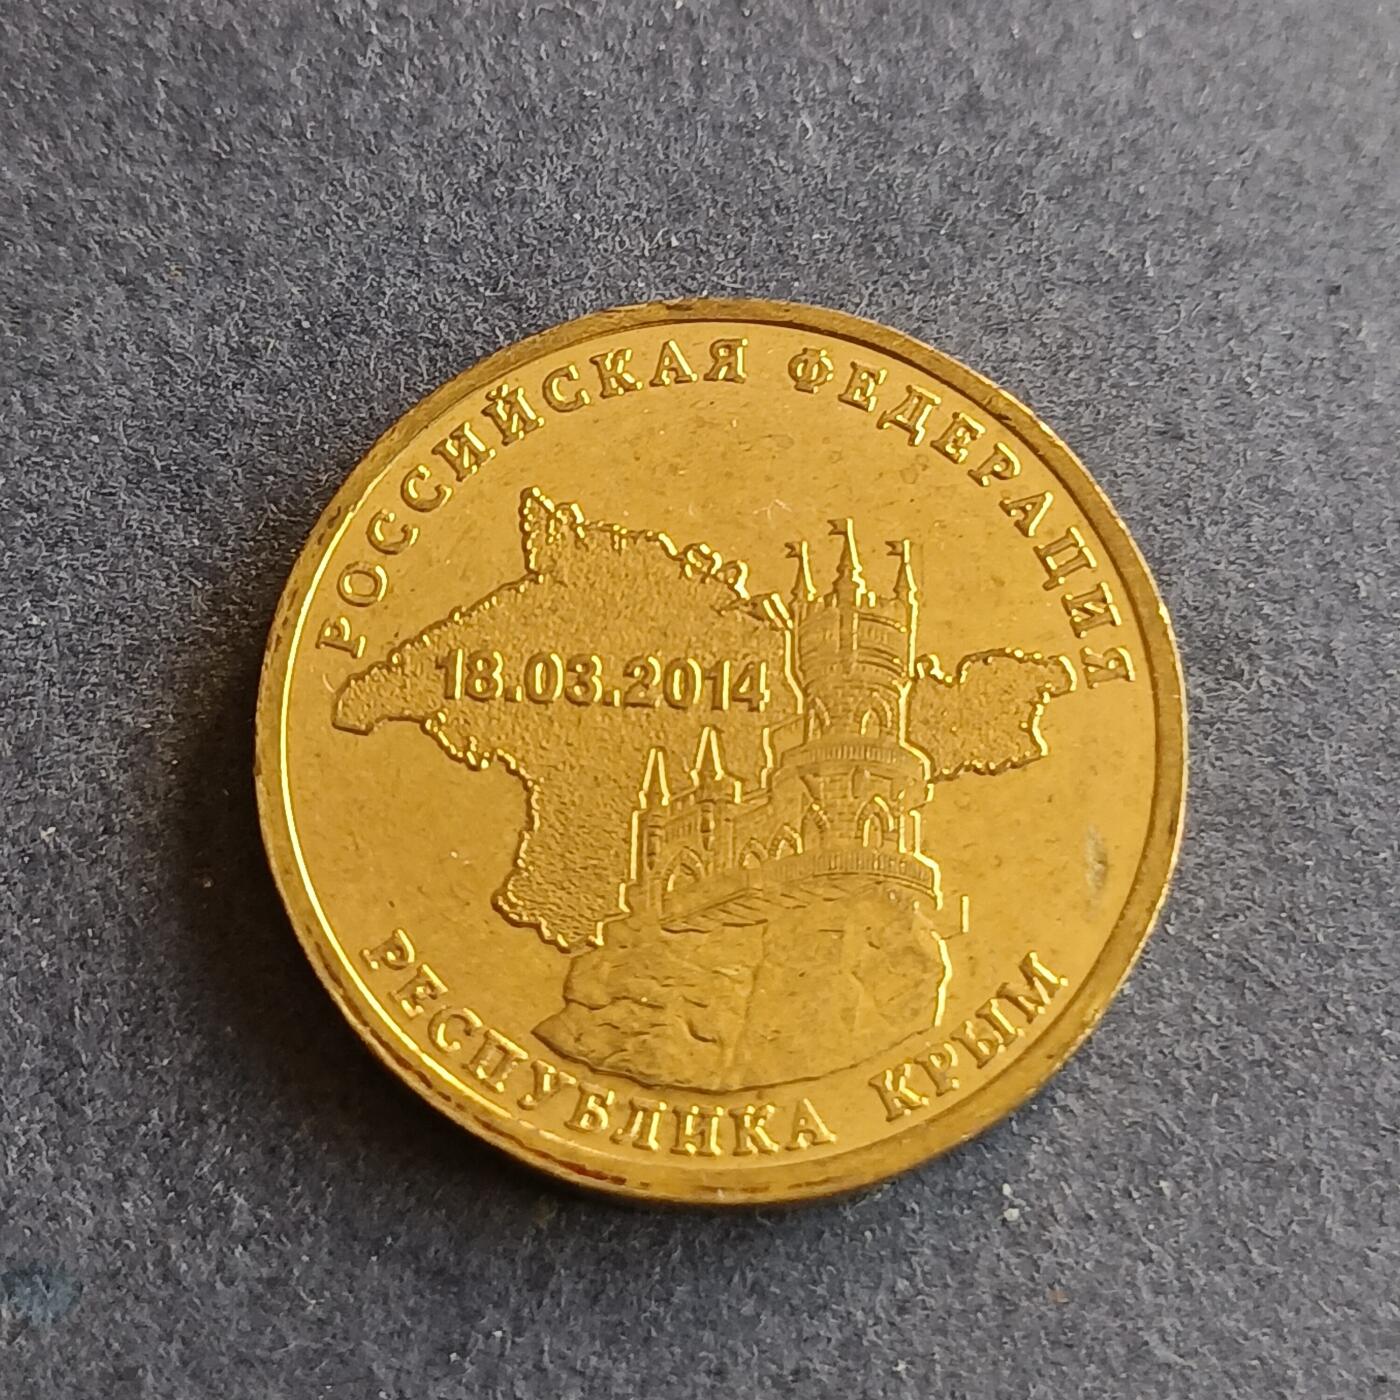 РОССИЙСКАЯ ФЕДЕРАЦИЯ
18.03.2014
РЕСПУБЛИКА КРЫМ